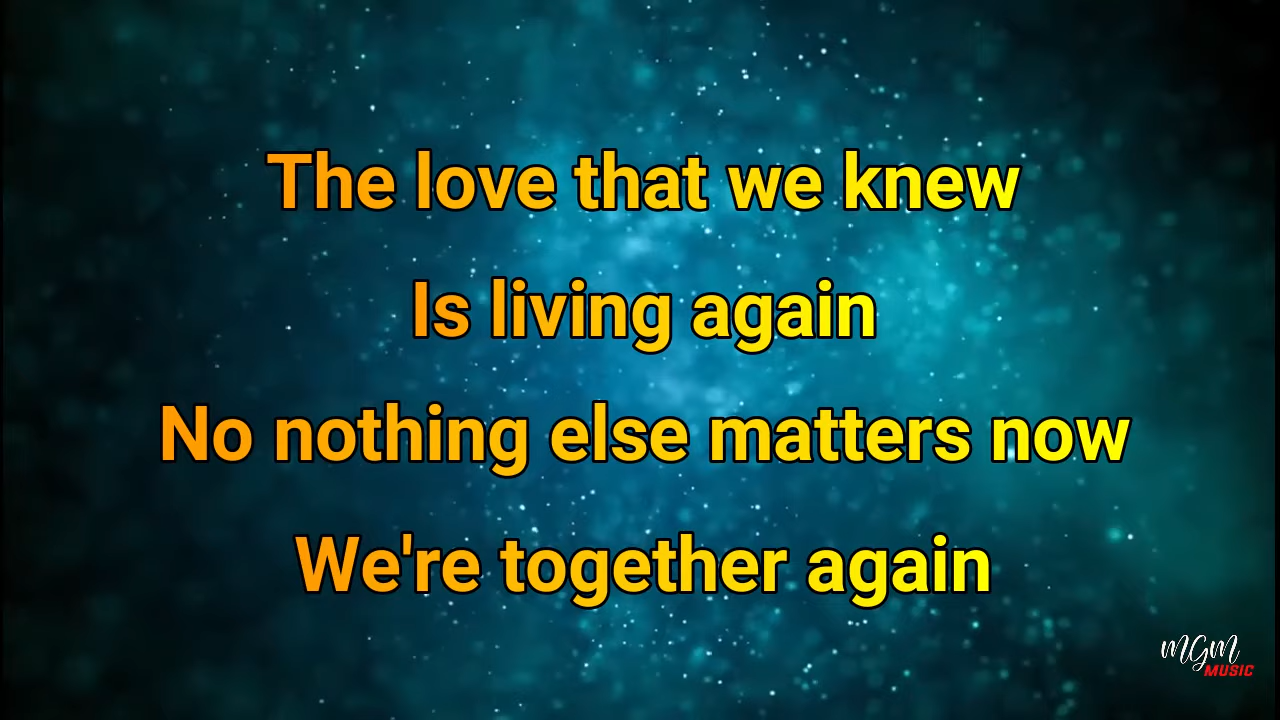 The love that we knew
Is living again
No nothing else matters now
We're together again
MGM
MUSIC